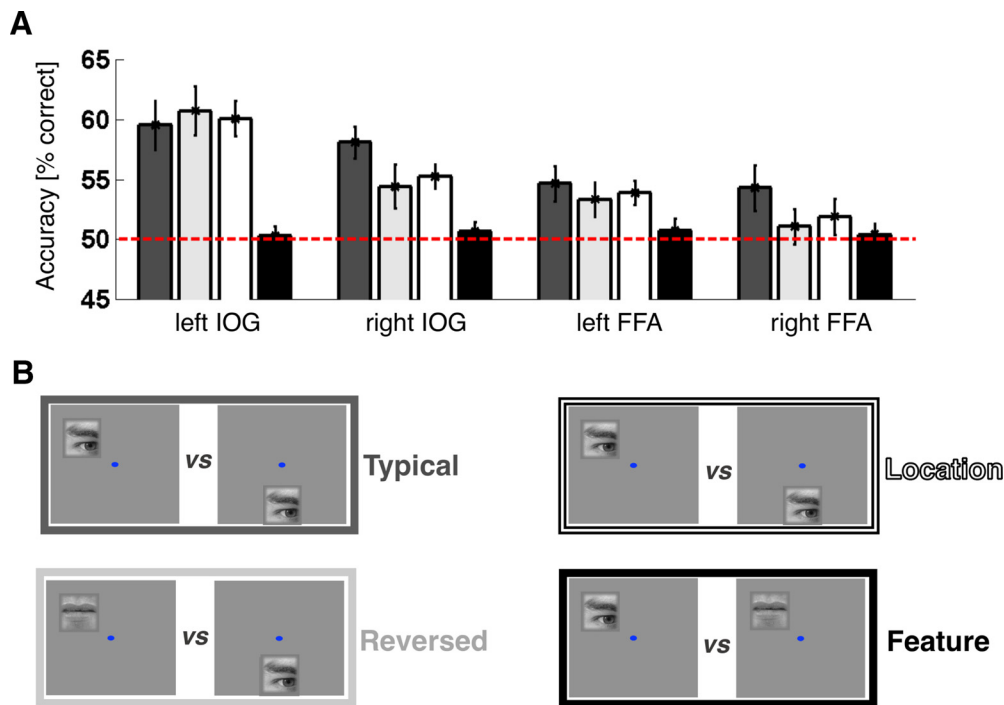 A
Accuracy [% correct]
65
60
55
50
45
left IOG right IOG left FFA right FFA
B
vs Typical
vs Location
vs Reversed
vs Feature